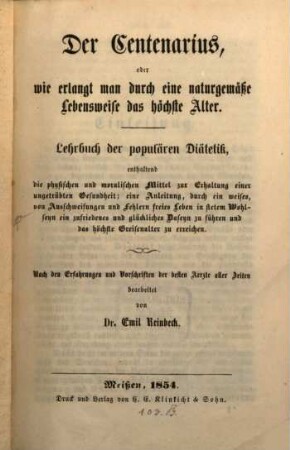 Der Centenarius,
oder
wie erlangt man durch eine naturgemäße
Lebensweise das höchste Alter.
Lehrbuch der populären Diätetik,
enthaltend
die physischen und moralischen Mittel zur Erhaltung einer
ungetrübten Gesundheit; eine Anleitung, durch ein weises,
von Ausschweifungen und Fehlern freies Leben in stetem Wohl-
seyn ein zufriedenes und glückliches Daseyn zu führen und
das höchste Greisenalter zu erreichen.
Nach den Erfahrungen und Vorschriften der besten Aerzte aller Zeiten
bearbeitet
von
Dr. Emil Reinbeck.
Meißen, 1854.
Druck und Verlag von C. E. Klinkicht & Sohn.